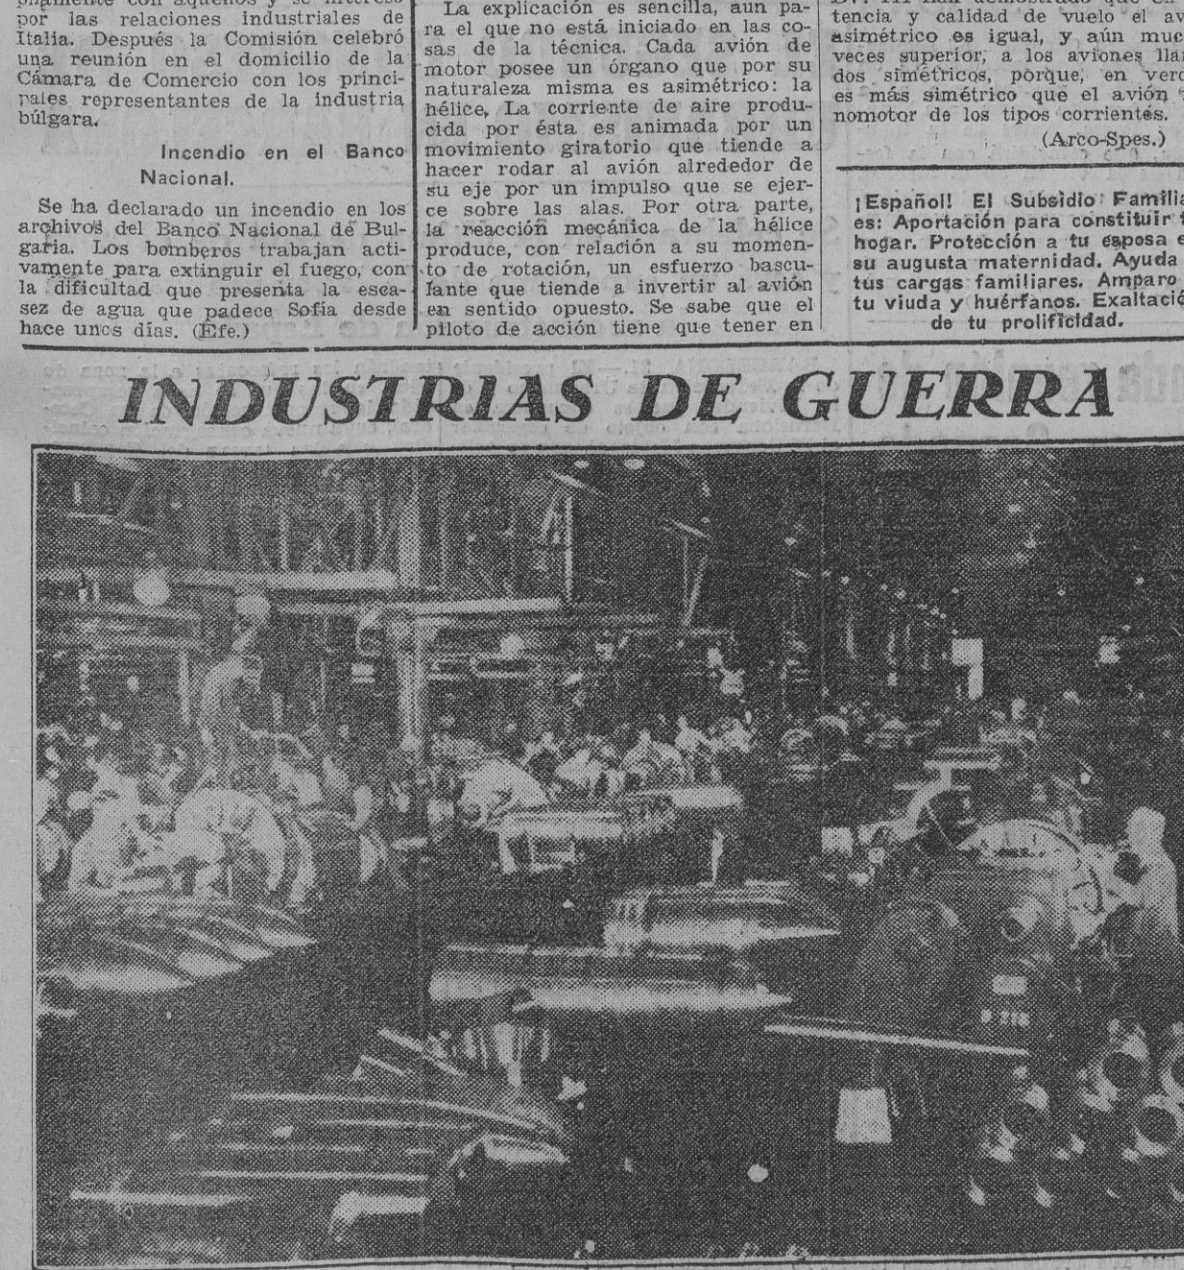 por las relaciones industriales de
Italia. Después la Comisión celebró
una reunión en el domicilio de la
Cámara de Comercio con los princi-
pales representantes de la industria
búlgara.
Incendio en el Banco
Nacional.
Se ha declarado un incendio en los
archivos del Banco Nacional de Bul-
garia. Los bomberos trabajan acti-
vamente para extinguir el fuego, con
la dificultad que presenta la esca-
sez de agua que padece Sofía desde
hace unos días. (Efe.)
La explicación es sencilla, aun pa-
ra el que no está iniciado en las co-
sas de la técnica. Cada avión de
motor posee un órgano que por su
naturaleza misma es asimétrico: la
hélice. La corriente de aire produ-
cida por ésta es animada por un
movimiento giratorio que tiende a
hacer rodar al avión alrededor de
su eje por un impulso que se ejer-
ce sobre las alas. Por otra parte,
la reacción mecánica de la hélice
produce, con relación a su momen-
to de rotación, un esfuerzo bascu-
lante que tiende a invertir al avión
en sentido opuesto. Se sabe que el
piloto de acción tiene que tener en
tencia y calidad de vuelo el av
asimétrico es igual, y aún muc
veces superior, a los aviones llam
dos simétricos, porque, en verd
es más simétrico que el avión
nomotor de los tipos corrientes.
(Arco-Spes.)
¡Español! El Subsidio Familia
es: Aportación para constituir t
hogar. Protección a tu esposa e
su augusta maternidad. Ayuda
tus cargas familiares. Amparo
tu viuda y huérfanos. Exaltació
de tu prolificidad.
INDUSTRIAS DE GUERRA